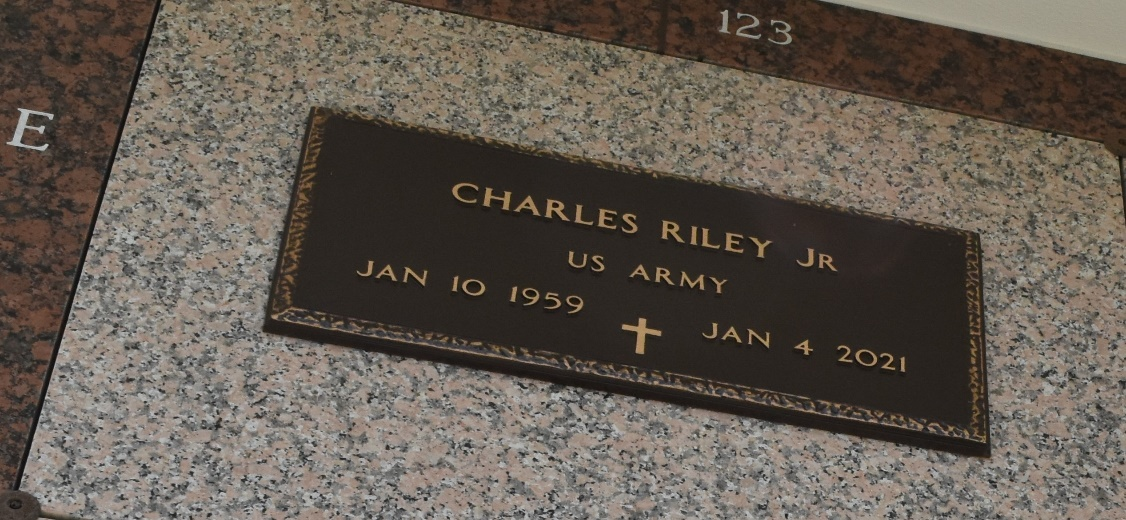 123
E
CHARLES RILEY JR
US ARMY
JAN 10 1959 JAN 4 2021